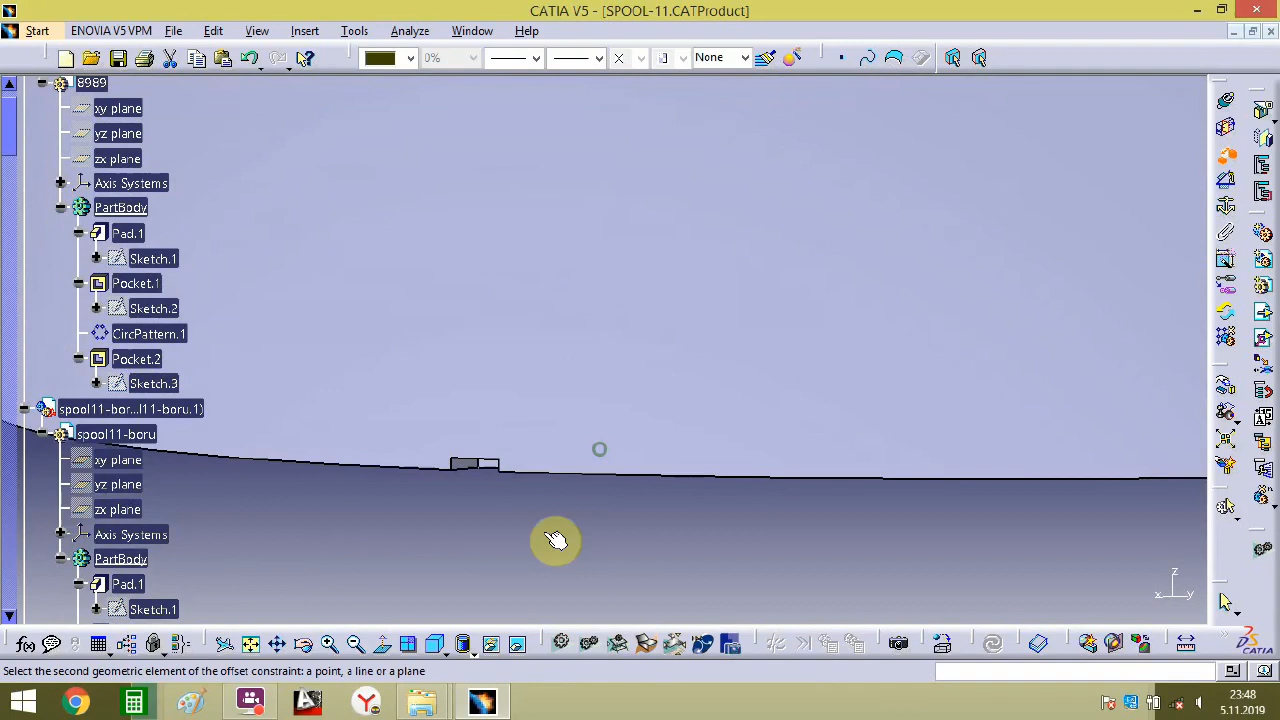 CATIA V5 - [SPOOL-11.CATProduct]
Start ENOVIA V5 VPM File Edit View Insert Tools Analyze Window Help
0% None
8989
xy plane
yz plane
zx plane
Axis Systems
PartBody
Pad.1
Sketch.1
Pocket.1
Sketch.2
CircPattern.1
Pocket.2
Sketch.3
spool11-bor...l11-boru.1)
spool11-boru
xy plane
yz plane
zx plane
Axis Systems
PartBody
Pad.1
Sketch.1
z
x y
CATIA
Select the second geometric element of the offset constraint: a point, a line or a plane
23:48
5.11.2019